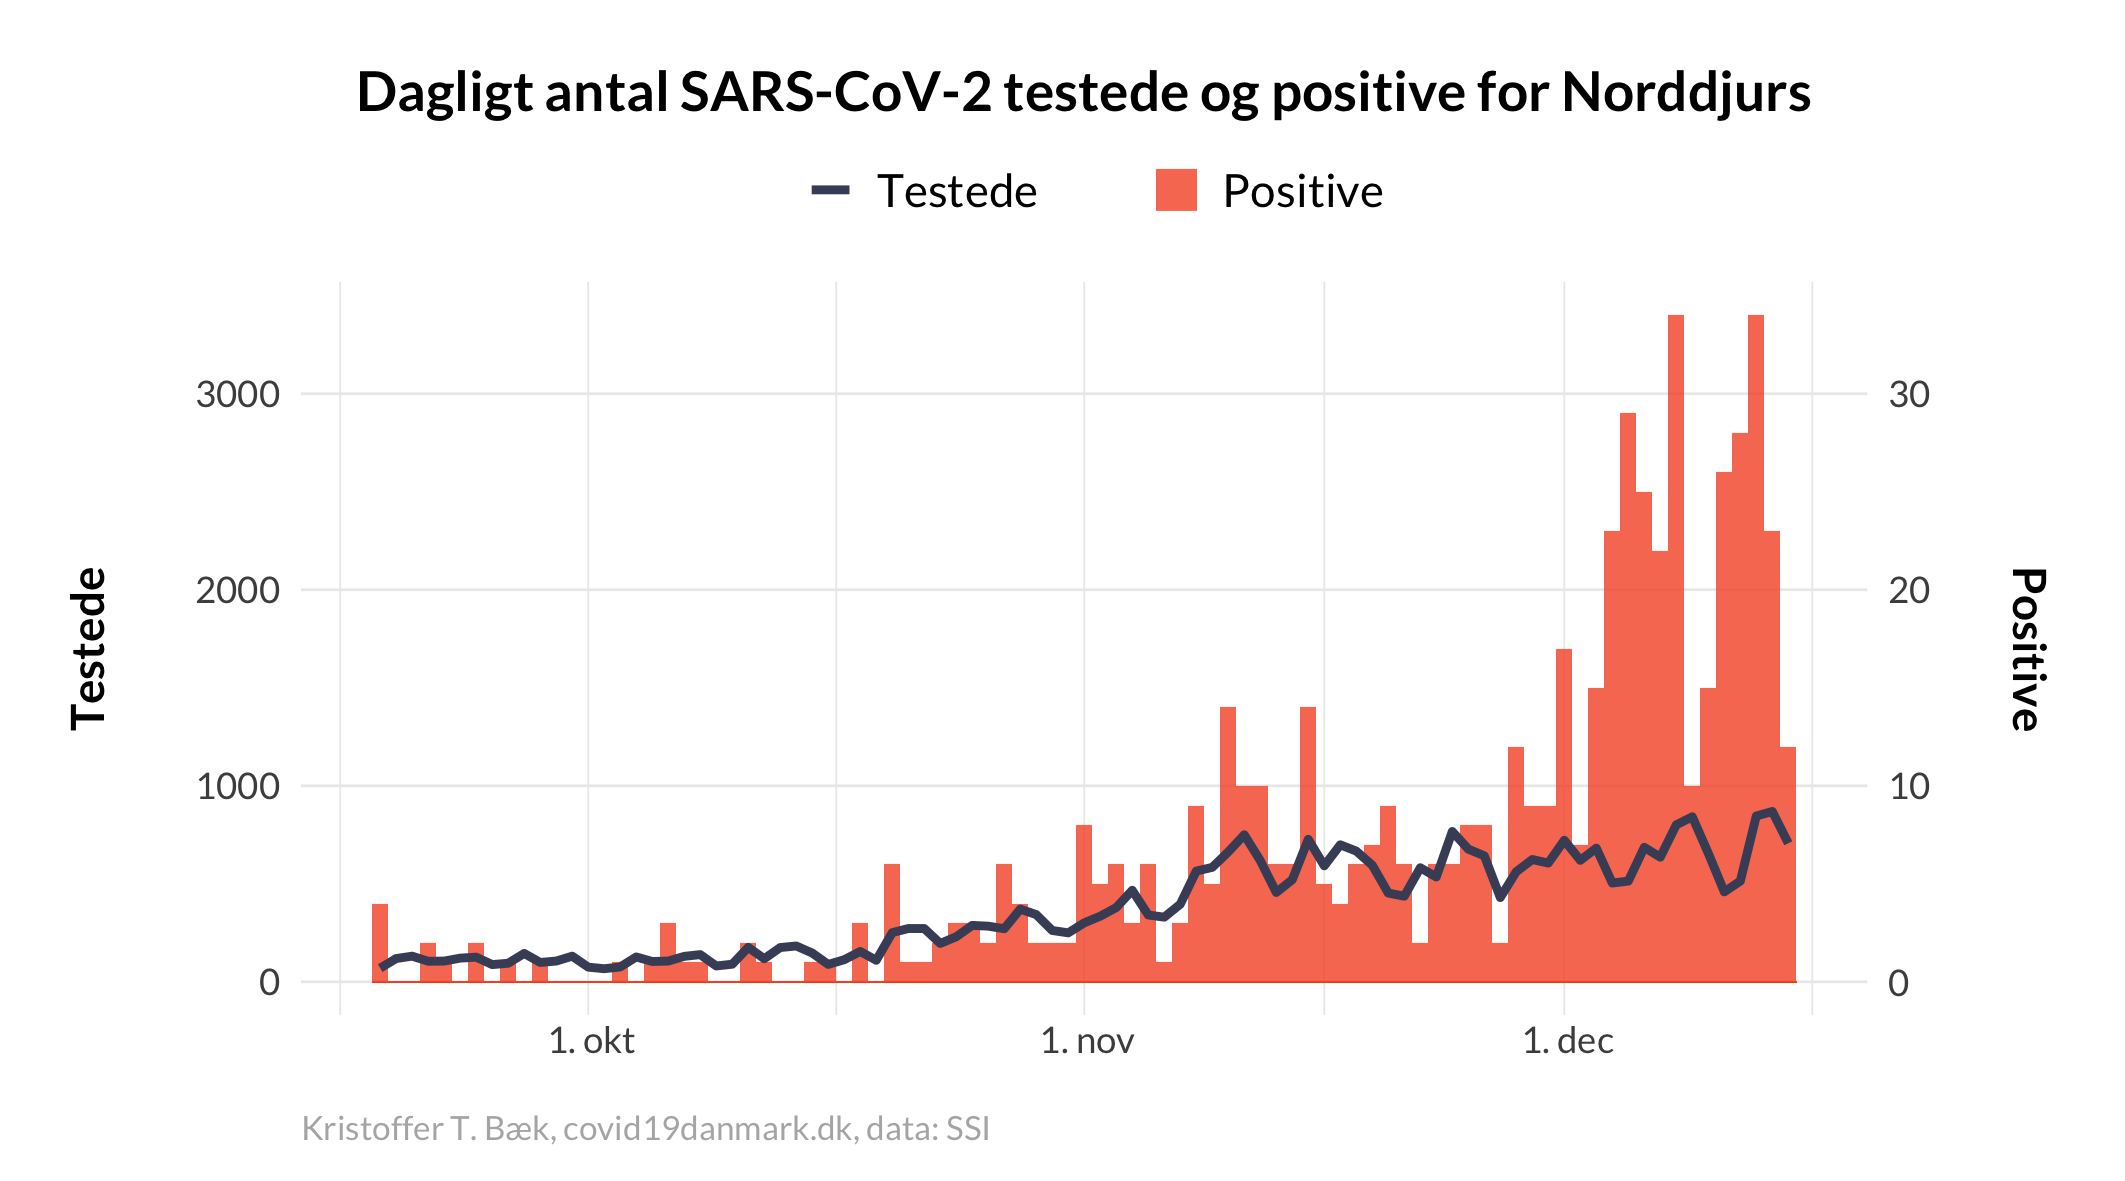 Dagligt antal SARS-CoV-2 testede og positive for Norddjurs
Testede
Positive
3000
2000
1000
0
Testede
30
20
10
0
Positive
1. okt
1. nov
1. dec
Kristoffer T. Bæk, covid19danmark.dk, data: SSI